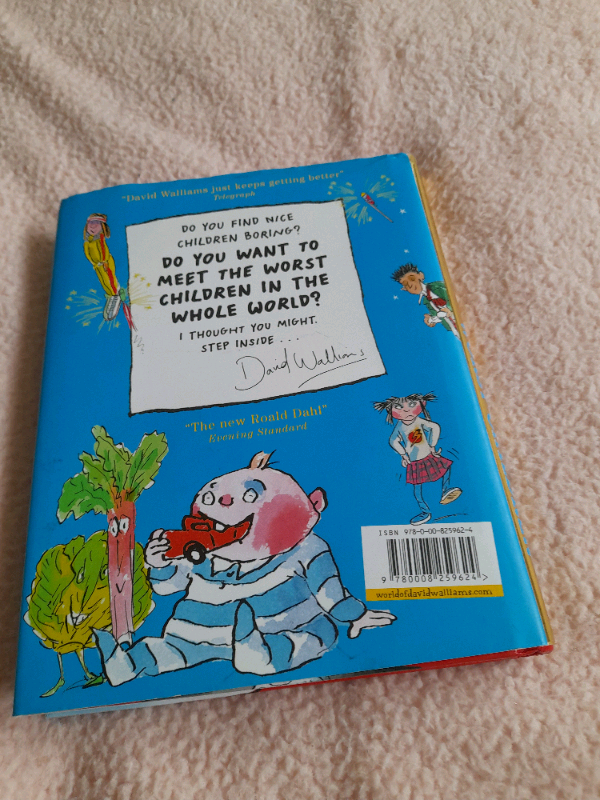 "David Walliams just keeps getting better"
Telegraph
DO YOU FIND NICE
CHILDREN BORING?
DO YOU WANT TO
MEET THE WORST
CHILDREN IN THE
WHOLE WORLD?
I THOUGHT YOU MIGHT.
STEP INSIDE ...
David Walliams
"The new Roald Dahl"
Evening Standard
ISBN 978-0-00-825962-4
9 780008 259624 >
worldofdavidwalliams.com